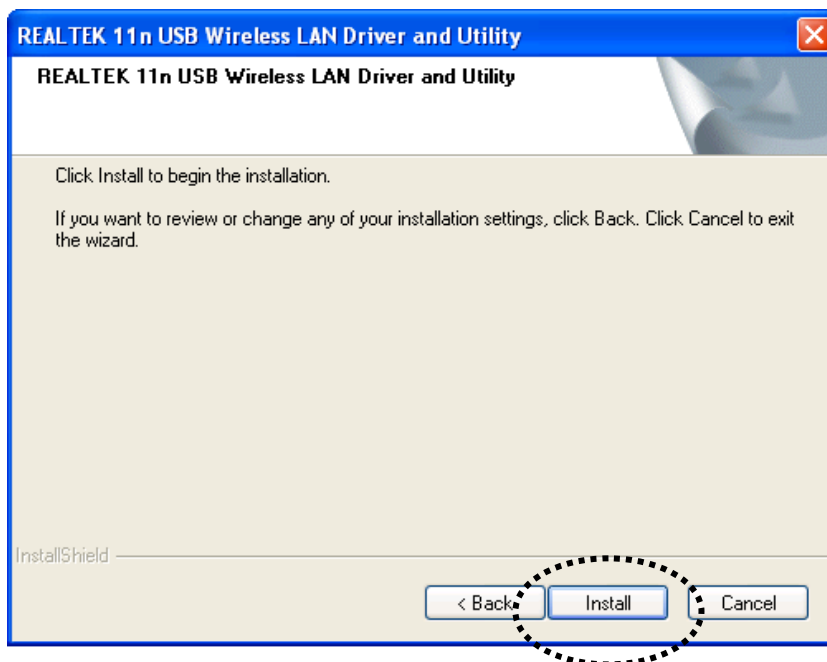 REALTEK 11n USB Wireless LAN Driver and Utility
REALTEK 11n USB Wireless LAN Driver and Utility
Click Install to begin the installation.
If you want to review or change any of your installation settings, click Back. Click Cancel to exit
the wizard.
InstallShield
< Back Install Cancel